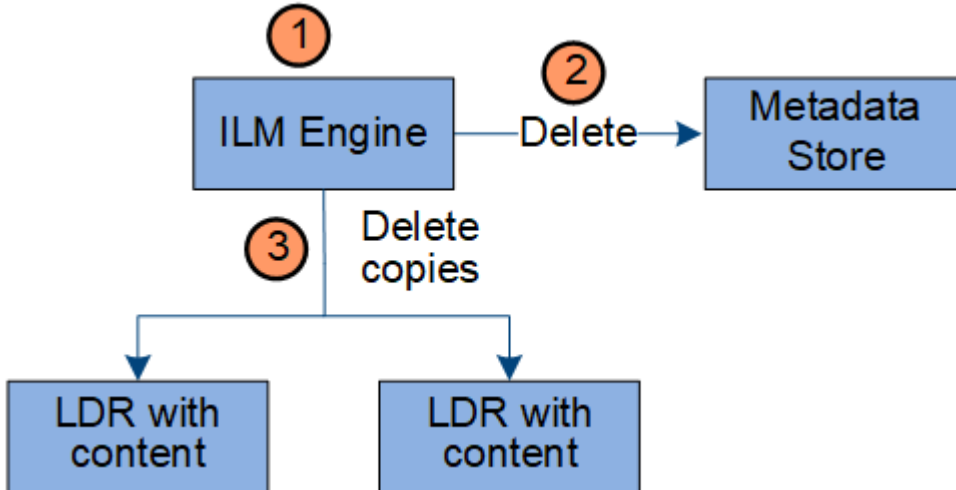 1
2
ILM Engine
Delete
Metadata
Store
3
Delete
copies
LDR with
content
LDR with
content